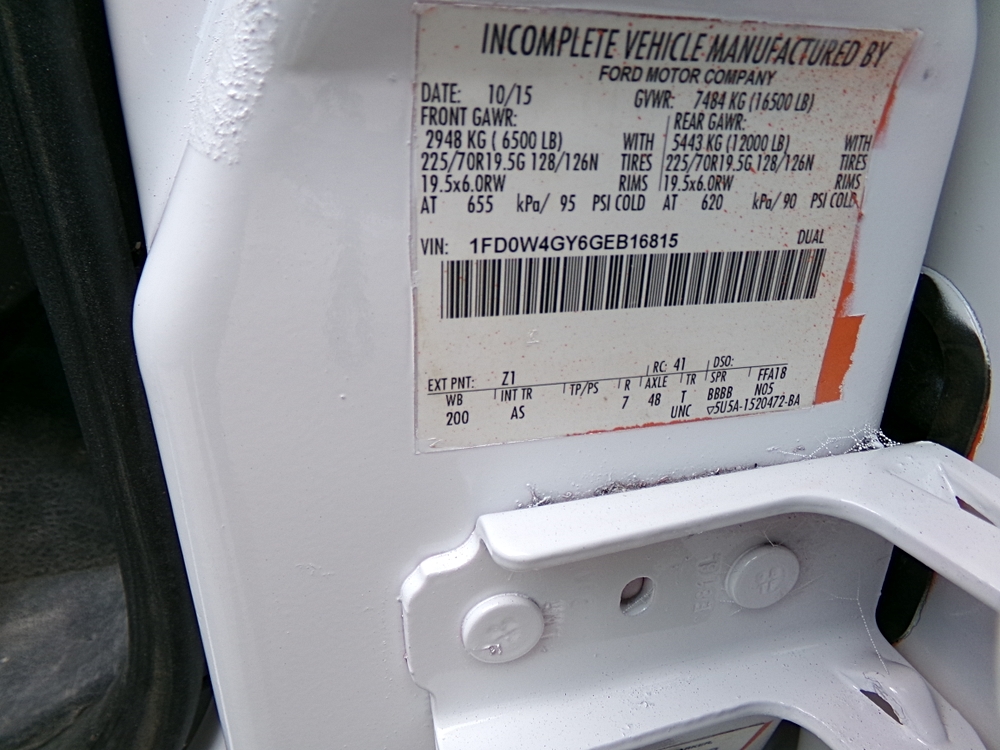 INCOMPLETE VEHICLE MANUFACTURED BY
FORD MOTOR COMPANY
DATE: 10/15 GVWR: 7484 KG (16500 LB)
FRONT GAWR: REAR GAWR:
2948 KG ( 6500 LB) WITH 5443 KG (12000 LB) WITH
225/70R19.5G 128/126N TIRES 225/70R19.5G 128/126N TIRES
19.5x6.0RW RIMS 19.5x6.0RW RIMS
AT 655 kPa/ 95 PSI COLD AT 620 kPa/ 90 PSI COLD
VIN: 1FD0W4GY6GEB16815 DUAL
EXT PNT: Z1 RC: 41 DSO:
WB INT TR TP/PS R AXLE TR SPR FFA18
200 AS 7 48 T BBBB N05
UNC ▽5U5A-1520472-BA